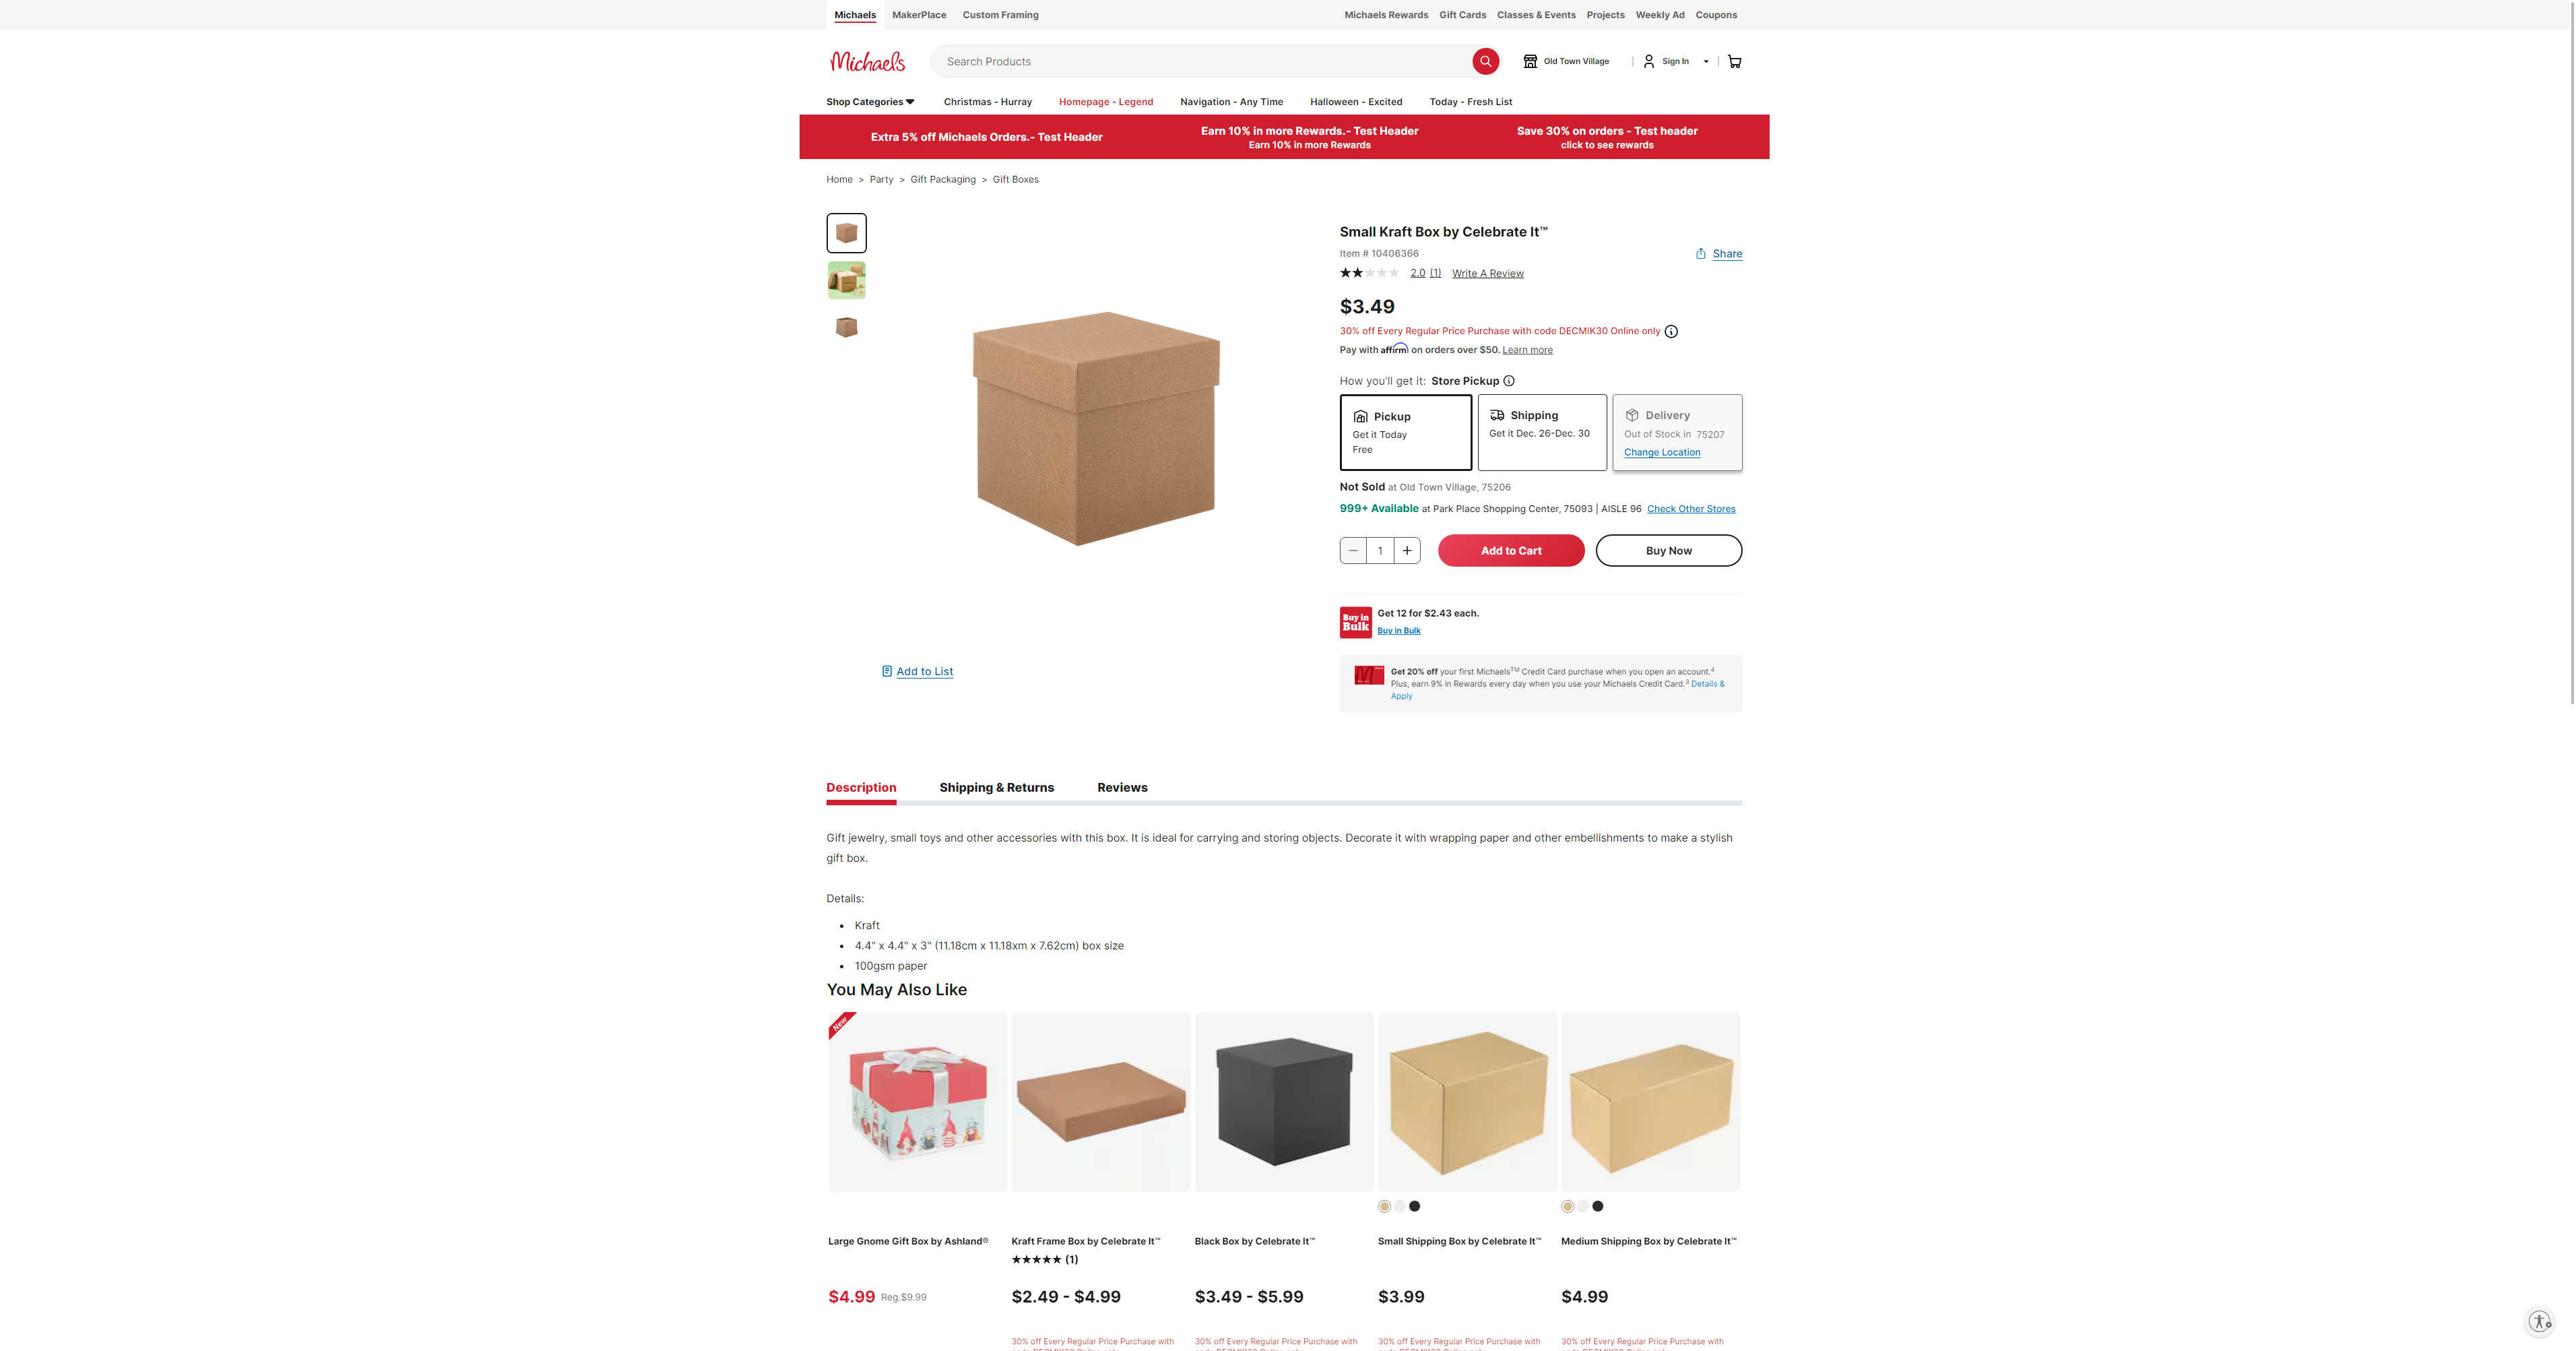 Michaels MakerPlace Custom Framing Michaels Rewards Gift Cards Classes & Events Projects Weekly Ad Coupons
Michaels Search Products Old Town Village | Sign In |
Shop Categories Christmas - Hurray Homepage - Legend Navigation - Any Time Halloween - Excited Today - Fresh List
Extra 5% off Michaels Orders.- Test Header
Earn 10% in more Rewards.- Test Header
Earn 10% in more Rewards
Save 30% on orders - Test header
click to see rewards
Home > Party > Gift Packaging > Gift Boxes
Small Kraft Box by Celebrate It™
Item # 10406366
Share
2.0 (1) Write A Review
$3.49
30% off Every Regular Price Purchase with code DECMIK30 Online only
Pay with affirm on orders over $50. Learn more
How you'll get it: Store Pickup
Pickup
Get it Today
Free
Shipping
Get it Dec. 26-Dec. 30
Delivery
Out of Stock in 75207
Change Location
Not Sold at Old Town Village, 75206
999+ Available at Park Place Shopping Center, 75093 | AISLE 96 Check Other Stores
1
Add to Cart
Buy Now
Buy in
Bulk
Get 12 for $2.43 each.
Buy in Bulk
Add to List
Get 20% off your first Michaels™ Credit Card purchase when you open an account.⁴
Plus, earn 9% in Rewards every day when you use your Michaels Credit Card.³ Details &
Apply
Description Shipping & Returns Reviews
Gift jewelry, small toys and other accessories with this box. It is ideal for carrying and storing objects. Decorate it with wrapping paper and other embellishments to make a stylish
gift box.
Details:
Kraft
4.4" x 4.4" x 3" (11.18cm x 11.18xm x 7.62cm) box size
100gsm paper
You May Also Like
New
Large Gnome Gift Box by Ashland®
$4.99 Reg.$9.99
Kraft Frame Box by Celebrate It™
(1)
$2.49 - $4.99
30% off Every Regular Price Purchase with
Black Box by Celebrate It™
$3.49 - $5.99
30% off Every Regular Price Purchase with
Small Shipping Box by Celebrate It™
$3.99
30% off Every Regular Price Purchase with
Medium Shipping Box by Celebrate It™
$4.99
30% off Every Regular Price Purchase with